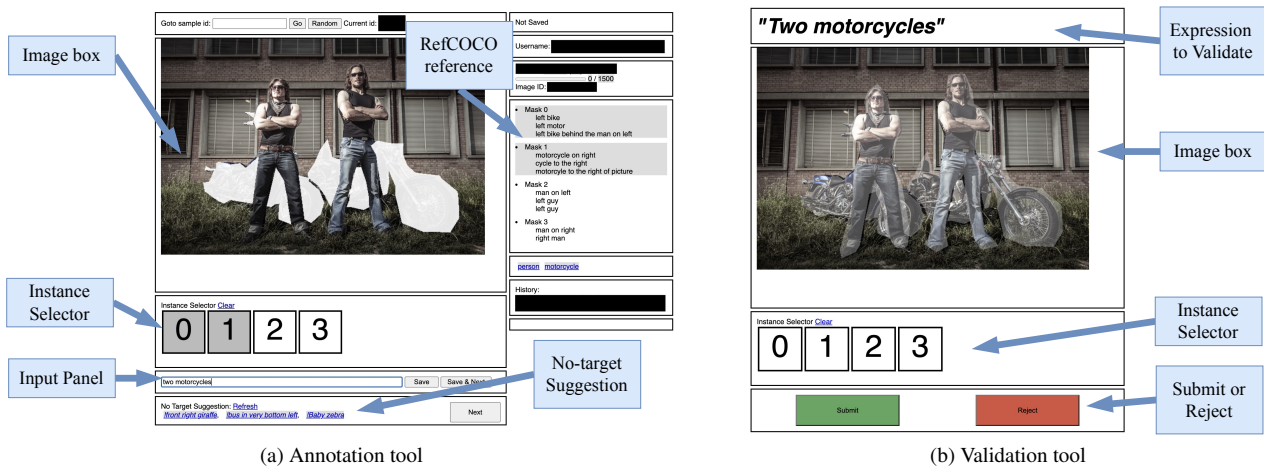 Goto sample id: Go Random Current id:
Not Saved
Username:
0 / 1500
Image ID:
RefCOCO
reference
Image box
Mask 0
left bike
left motor
left bike behind the man on left
Mask 1
motorcycle on right
cycle to the right
motorcyle to the right of picture
Mask 2
man on left
left guy
left guy
Mask 3
man on right
right man
person motorcycle
History:
Instance
Selector
Instance Selector Clear
0 1 2 3
Input Panel
two motorcycles
Save Save & Next
No-target
Suggestion
No Target Suggestion: Refresh
!front right giraffe, !bus in very bottom left, !Baby zebra
Next
(a) Annotation tool
"Two motorcycles"
Expression
to Validate
Image box
Instance Selector Clear
0 1 2 3
Instance
Selector
Submit Reject
Submit or
Reject
(b) Validation tool